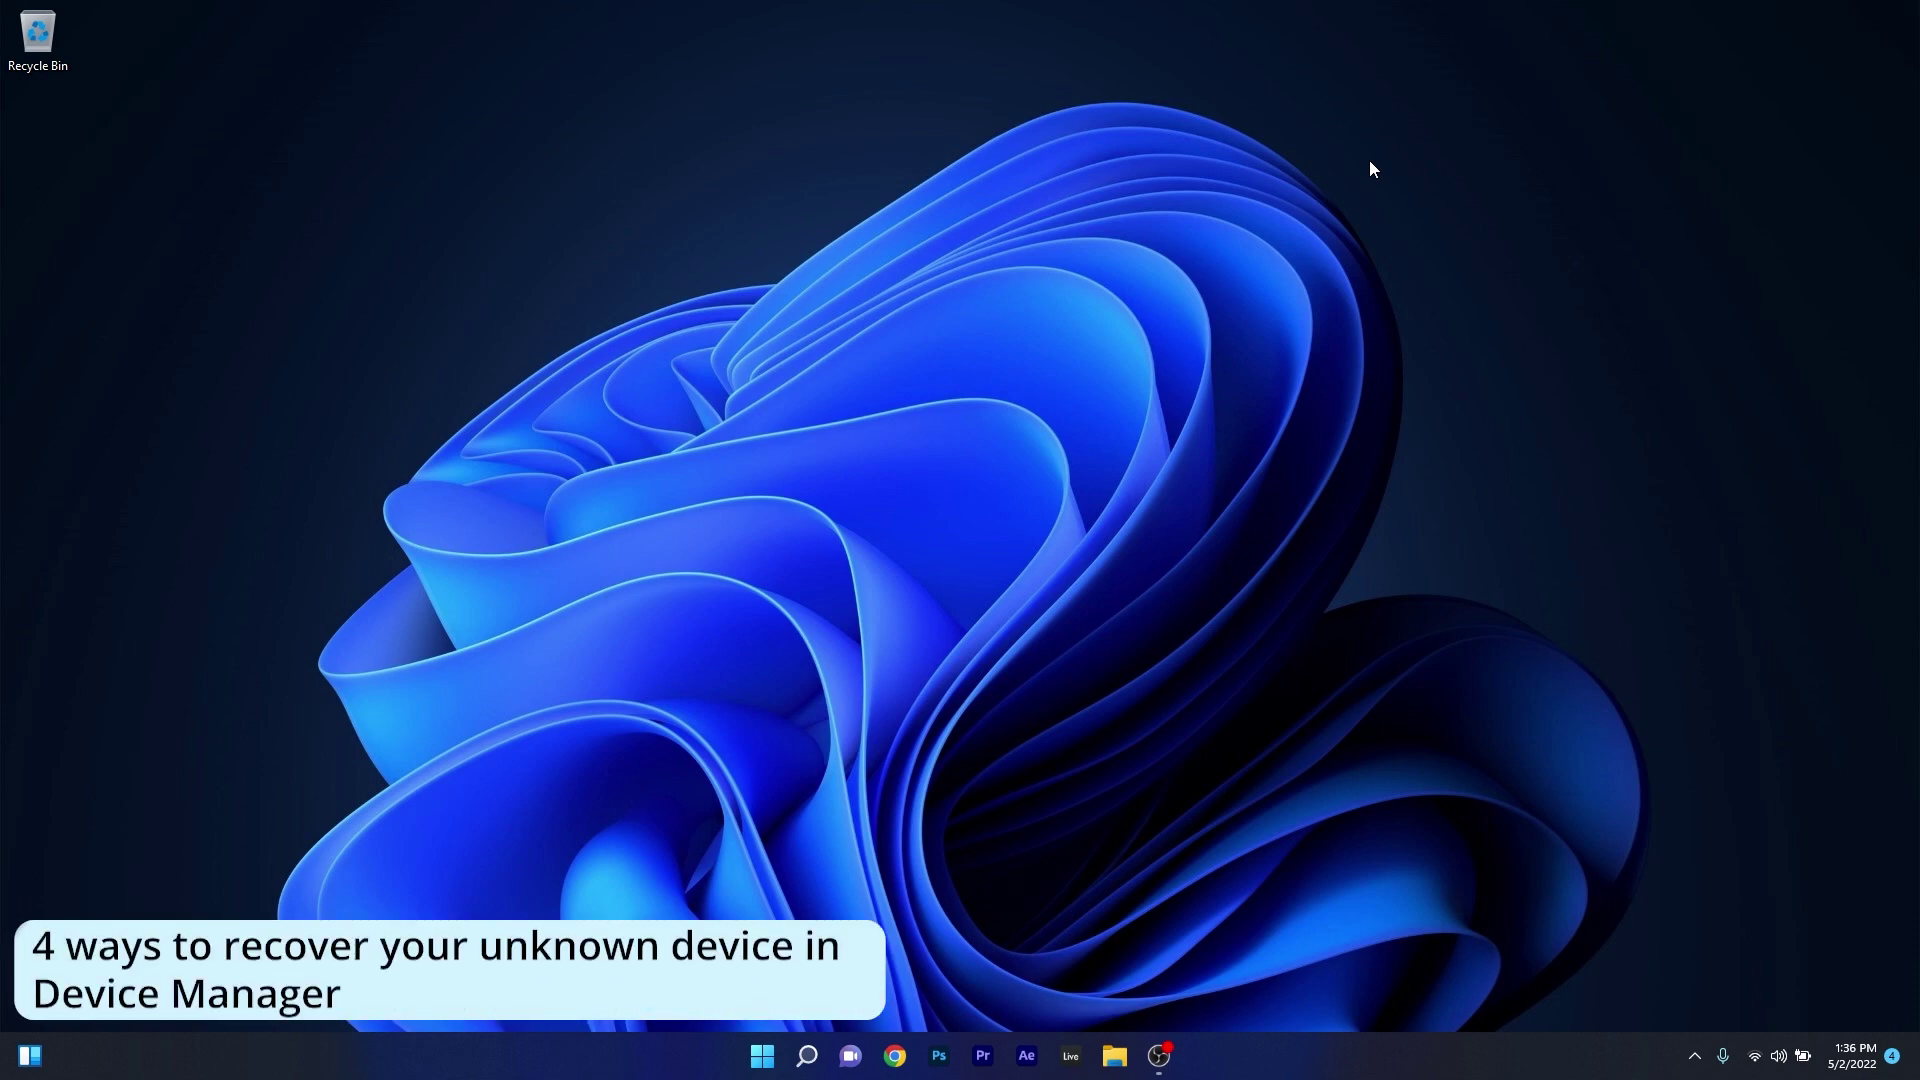 Recycle Bin
4 ways to recover your unknown device in
Device Manager
Ps
Pr
Ae
Live
1:36 PM
5/2/2022
4